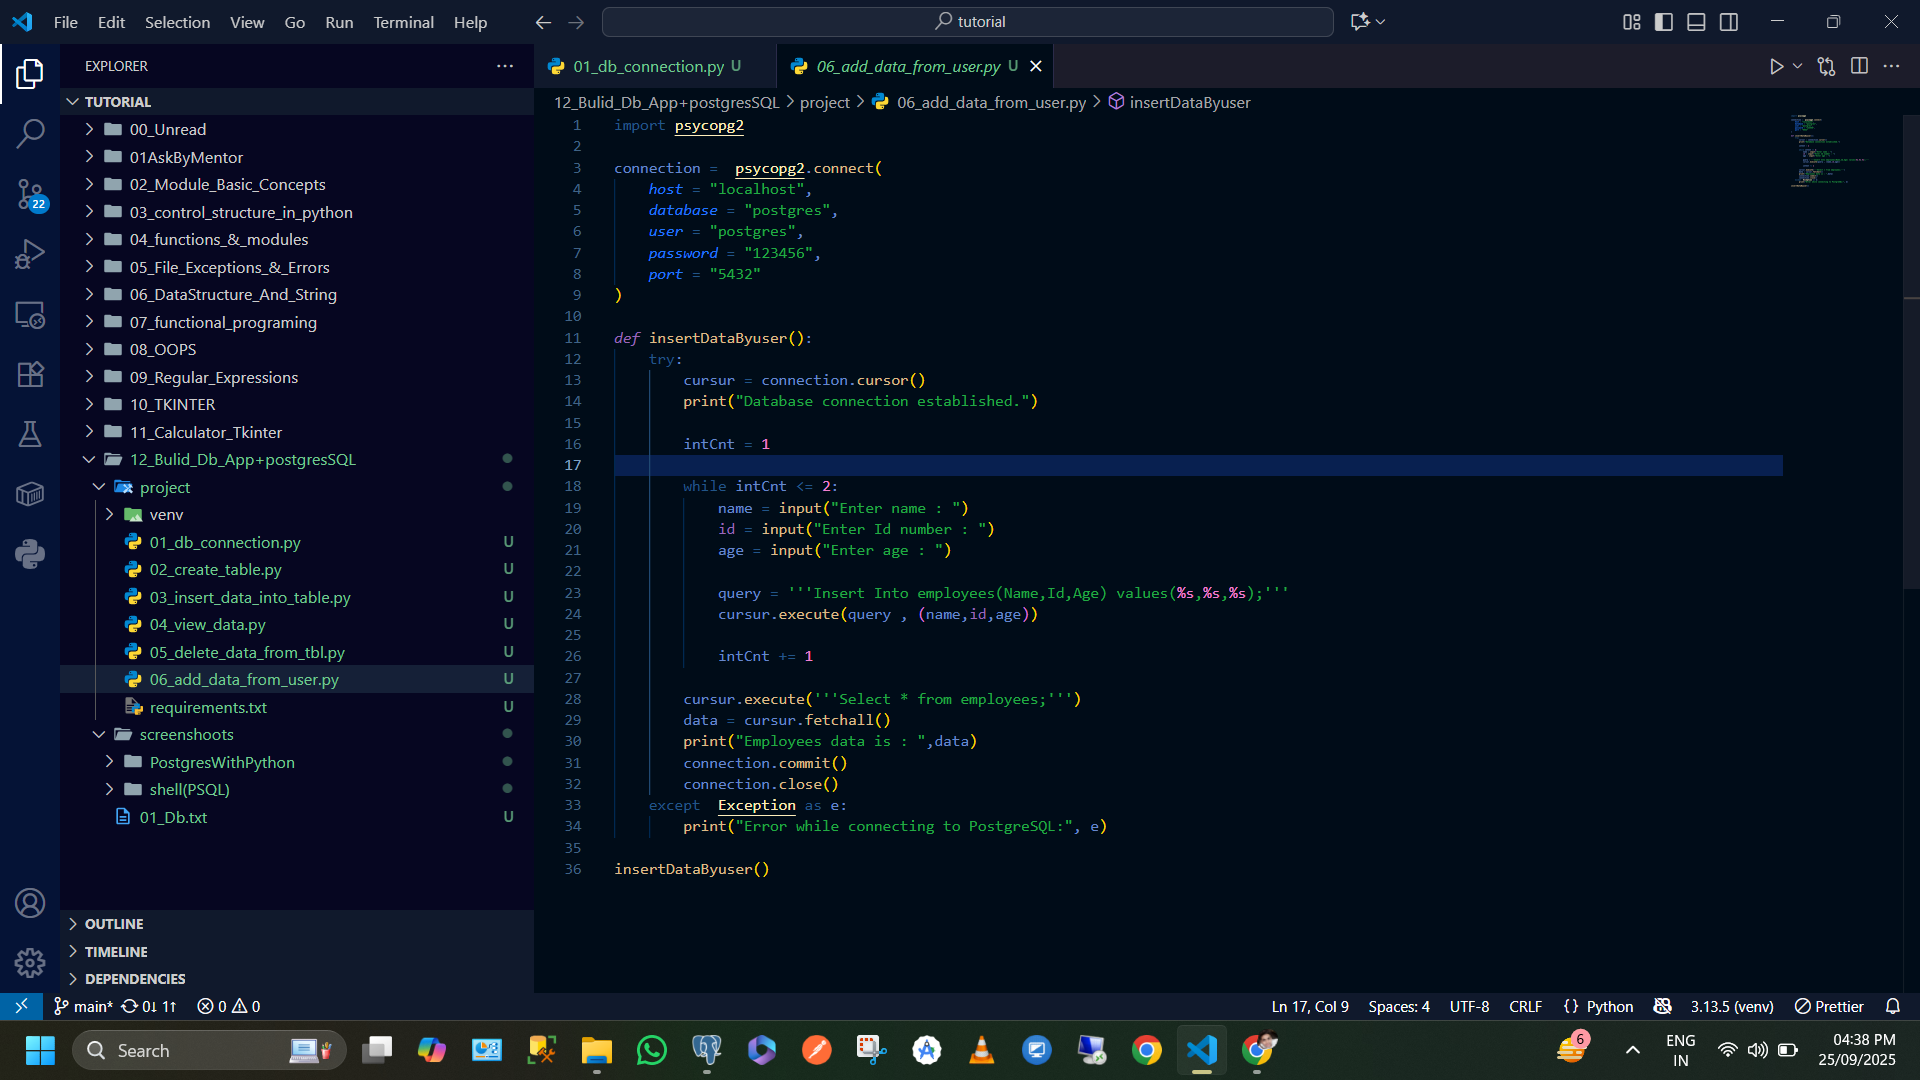 File Edit Selection View Go Run Terminal Help
tutorial
EXPLORER
TUTORIAL
00_Unread
01AskByMentor
02_Module_Basic_Concepts
03_control_structure_in_python
04_functions_&_modules
05_File_Exceptions_&_Errors
06_DataStructure_And_String
07_functional_programing
08_OOPS
09_Regular_Expressions
10_TKINTER
11_Calculator_Tkinter
12_Bulid_Db_App+postgresSQL
project
venv
01_db_connection.py U
02_create_table.py U
03_insert_data_into_table.py U
04_view_data.py U
05_delete_data_from_tbl.py U
06_add_data_from_user.py U
requirements.txt U
screenshoots
PostgresWithPython
shell(PSQL)
01_Db.txt U
OUTLINE
TIMELINE
DEPENDENCIES
22
01_db_connection.py U
06_add_data_from_user.py U
12_Bulid_Db_App+postgresSQL > project > 06_add_data_from_user.py > insertDataByuser
1 import psycopg2
2
3 connection =  psycopg2.connect(
4     host = "localhost",
5     database = "postgres",
6     user = "postgres",
7     password = "123456",
8     port = "5432"
9 )
10
11 def insertDataByuser():
12     try:
13         cursur = connection.cursor()
14         print("Database connection established.")
15
16         intCnt = 1
17
18         while intCnt <= 2:
19             name = input("Enter name : ")
20             id = input("Enter Id number : ")
21             age = input("Enter age : ")
22
23             query = '''Insert Into employees(Name,Id,Age) values(%s,%s,%s);'''
24             cursur.execute(query , (name,id,age))
25
26             intCnt += 1
27
28         cursur.execute('''Select * from employees;''')
29         data = cursur.fetchall()
30         print("Employees data is : ",data)
31         connection.commit()
32         connection.close()
33     except  Exception as e:
34         print("Error while connecting to PostgreSQL:", e)
35
36 insertDataByuser()
main* 0↓ 1↑ 0 0
Ln 17, Col 9 Spaces: 4 UTF-8 CRLF {} Python 3.13.5 (venv) Prettier
Search
6
ENG
IN
04:38 PM
25/09/2025